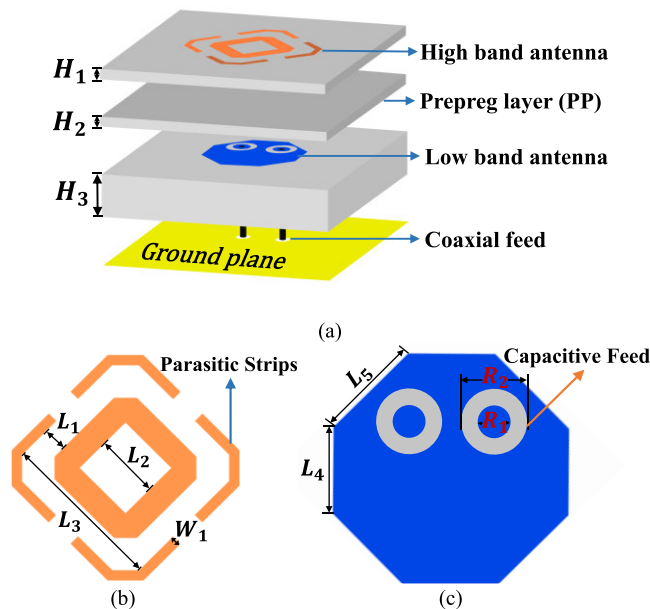 High band antenna
H₁
Prepreg layer (PP)
H₂
Low band antenna
H₃
Coaxial feed
Ground plane
(a)
Parasitic Strips
L₁
L₂
L₃
W₁
(b)
Capacitive Feed
L₅
R₂
R₁
L₄
(c)